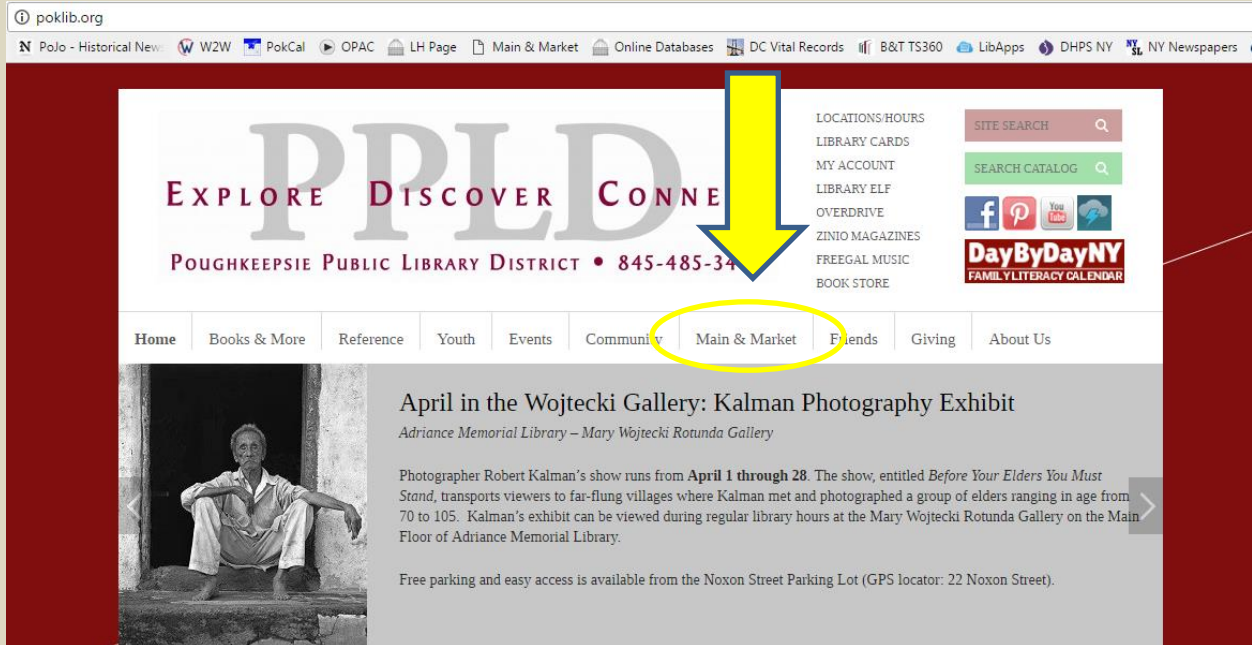 poklib.org
PoJo - Historical New W2W PokCal OPAC LH Page Main & Market Online Databases DC Vital Records B&T TS360 LibApps DHPS NY NY Newspapers
PPLD
EXPLORE DISCOVER
POUGHKEEPSIE PUBLIC LIBRARY DISTRICT • 845-485-34
LOCATIONS/HOURS
LIBRARY CARDS
MY ACCOUNT
LIBRARY ELF
OVERDRIVE
ZINIO MAGAZINES
FREEGAL MUSIC
BOOK STORE
SITE SEARCH
SEARCH CATALOG
You Tube
DayByDayNY
FAMILY LITERACY CALENDAR
Home Books & More Reference Youth Events Community Main & Market Friends Giving About Us
April in the Wojtecki Gallery: Kalman Photography Exhibit
Adriance Memorial Library – Mary Wojtecki Rotunda Gallery
Photographer Robert Kalman’s show runs from April 1 through 28. The show, entitled Before Your Elders You Must
Stand, transports viewers to far-flung villages where Kalman met and photographed a group of elders ranging in age from
70 to 105. Kalman’s exhibit can be viewed during regular library hours at the Mary Wojtecki Rotunda Gallery on the Main
Floor of Adriance Memorial Library.
Free parking and easy access is available from the Noxon Street Parking Lot (GPS locator: 22 Noxon Street).